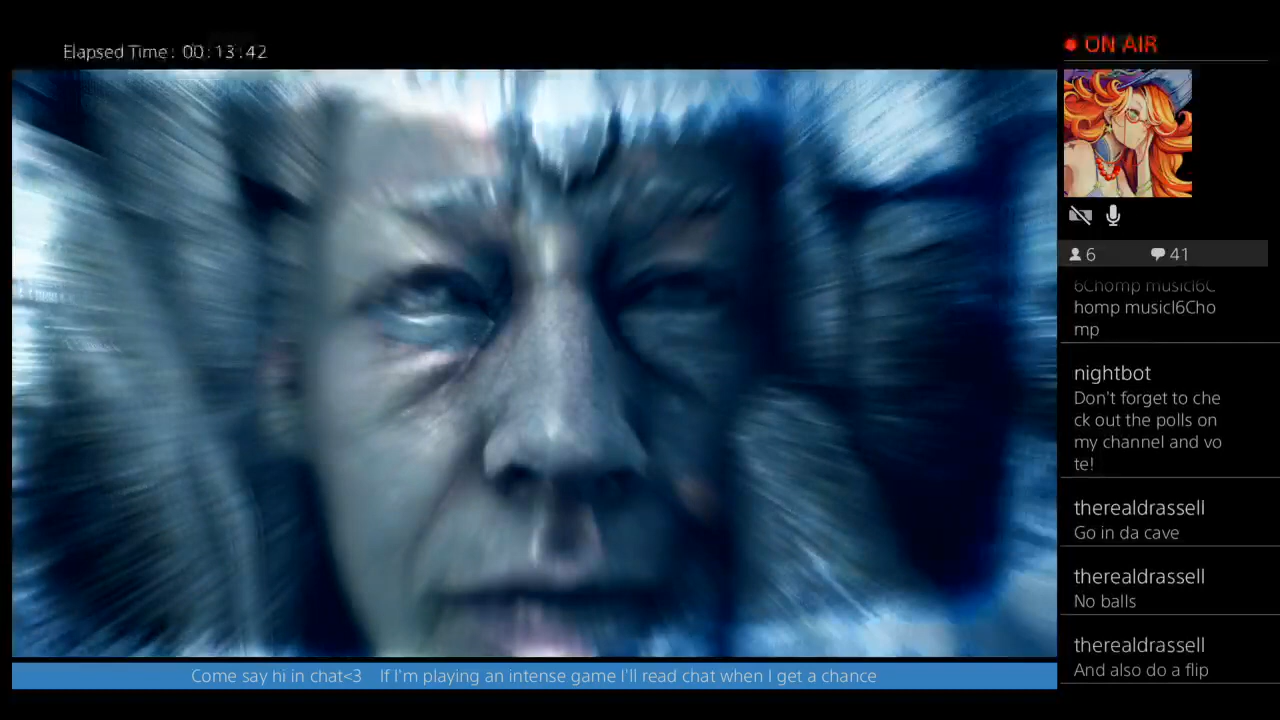 Elapsed Time: 00:13:42
ON AIR
6 41
6Chomp musicl6C
homp musicl6Cho
mp
nightbot
Don't forget to che
ck out the polls on
my channel and vo
te!
therealdrassell
Go in da cave
therealdrassell
No balls
therealdrassell
And also do a flip
Come say hi in chat<3 If I'm playing an intense game I'll read chat when I get a chance